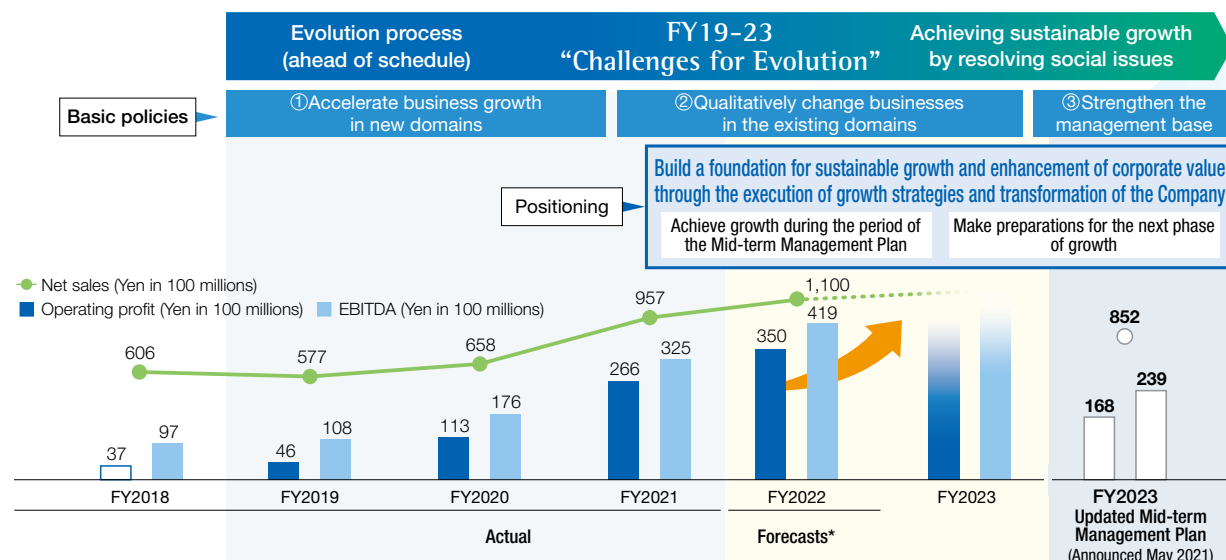 Evolution process
(ahead of schedule)
FY19-23
“Challenges for Evolution”
Achieving sustainable growth
by resolving social issues
Basic policies
①Accelerate business growth
in new domains
②Qualitatively change businesses
in the existing domains
③Strengthen the
management base
Positioning
Build a foundation for sustainable growth and enhancement of corporate value
through the execution of growth strategies and transformation of the Company
Achieve growth during the period of
the Mid-term Management Plan
Make preparations for the next phase
of growth
Net sales (Yen in 100 millions)
Operating profit (Yen in 100 millions)
EBITDA (Yen in 100 millions)
606
577
658
957
1,100
852
37
97
46
108
113
176
266
325
350
419
168
239
FY2018
FY2019
FY2020
FY2021
FY2022
FY2023
FY2023
Updated Mid-term
Management Plan
(Announced May 2021)
Actual
Forecasts*